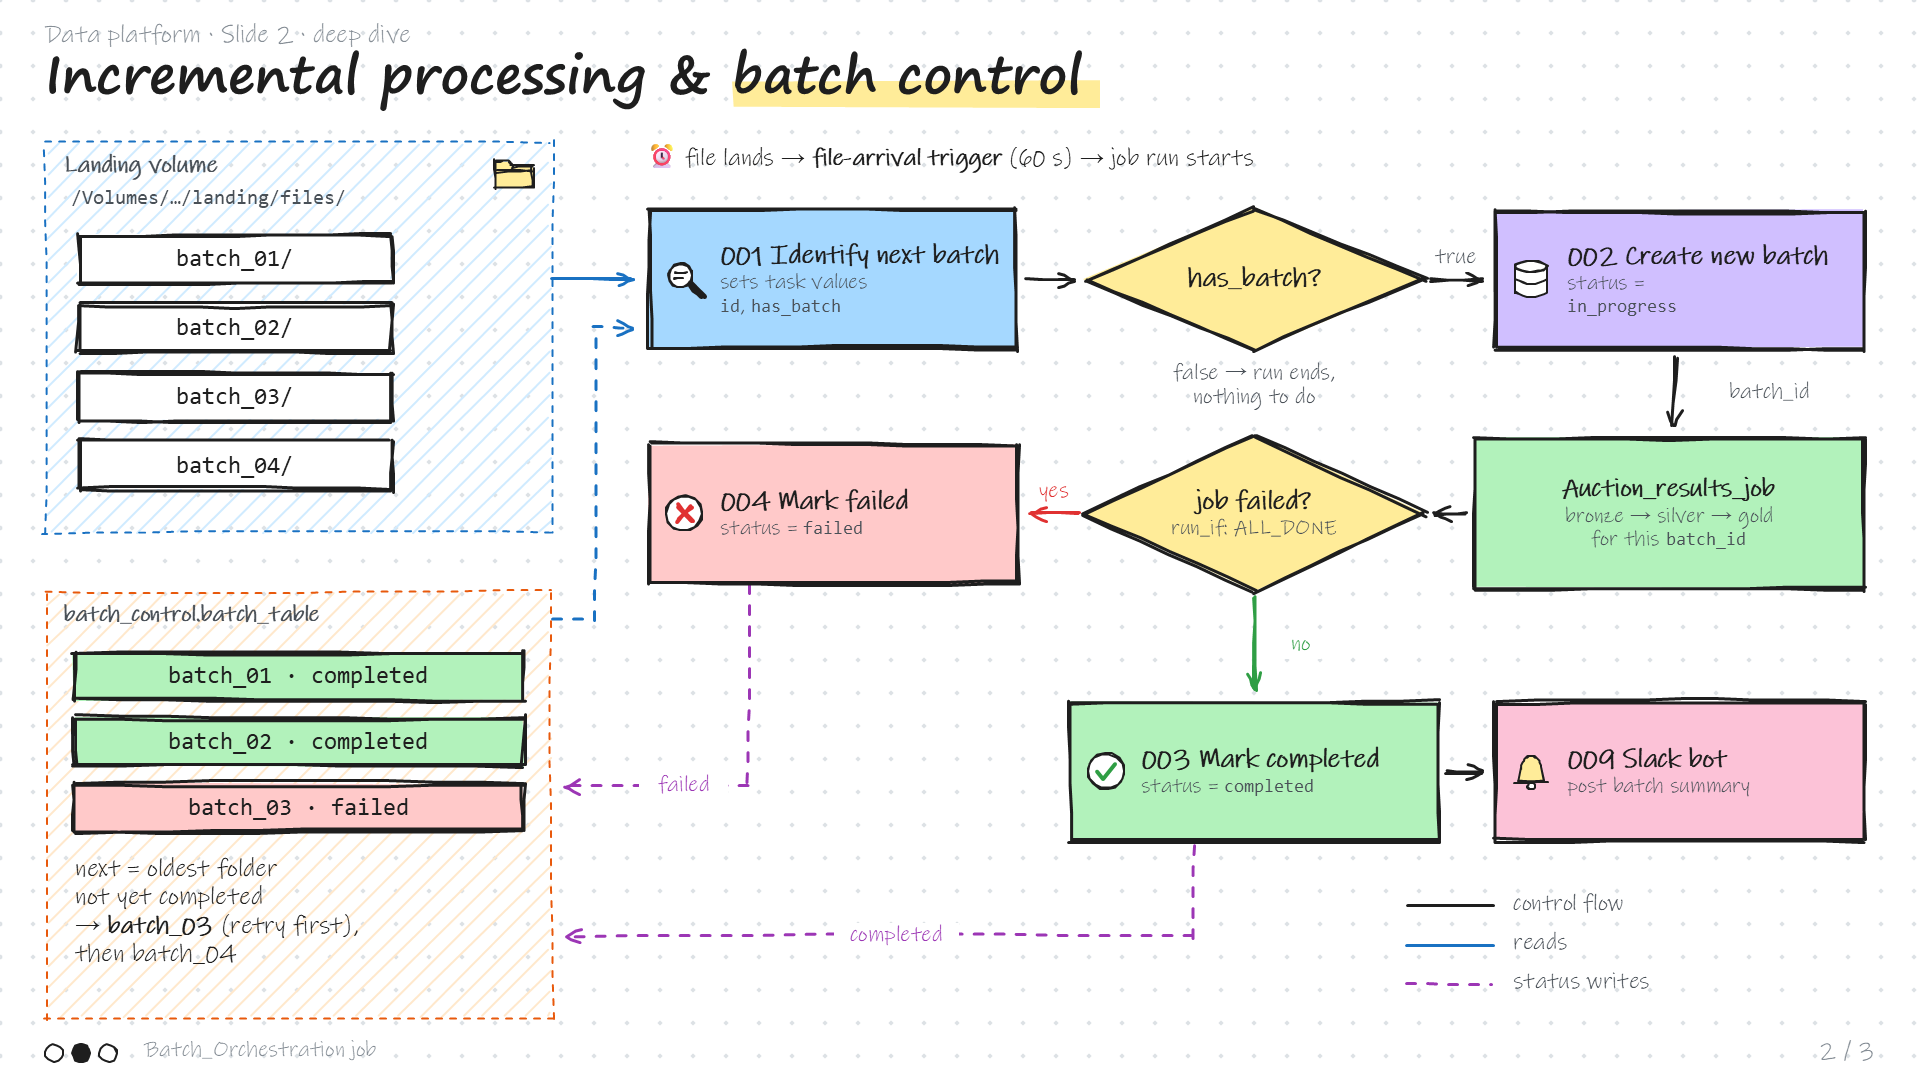 Data platform · Slide 2 · deep dive
Incremental processing & batch control
Landing volume
/Volumes/…/landing/files/
batch_01/
batch_02/
batch_03/
batch_04/
file lands → file-arrival trigger (60 s) → job run starts
001 Identify next batch
sets task values
id, has_batch
has_batch?
true
002 Create new batch
status =
in_progress
false → run ends,
nothing to do
batch_id
004 Mark failed
status = failed
yes
job failed?
run_if: ALL_DONE
Auction_results_job
bronze → silver → gold
for this batch_id
no
batch_control.batch_table
batch_01 · completed
batch_02 · completed
batch_03 · failed
next = oldest folder
not yet completed
→ batch_03 (retry first),
then batch_04
failed
003 Mark completed
status = completed
009 Slack bot
post batch summary
completed
control flow
reads
status writes
Batch_Orchestration job
2 / 3